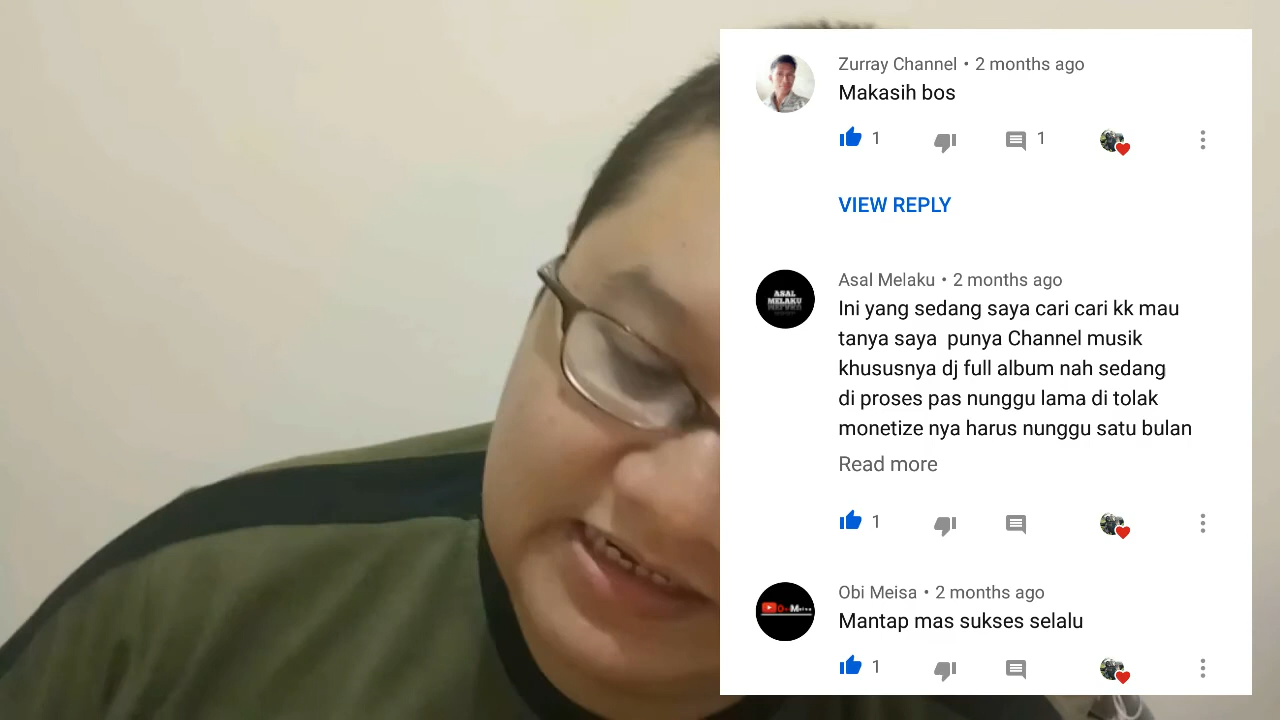 Zurray Channel • 2 months ago
Makasih bos
1
1
VIEW REPLY
ASAL
MELAKU
Asal Melaku • 2 months ago
Ini yang sedang saya cari cari kk mau
tanya saya punya Channel musik
khususnya dj full album nah sedang
di proses pas nunggu lama di tolak
monetize nya harus nunggu satu bulan
Read more
1
Obi Meisa • 2 months ago
Mantap mas sukses selalu
1